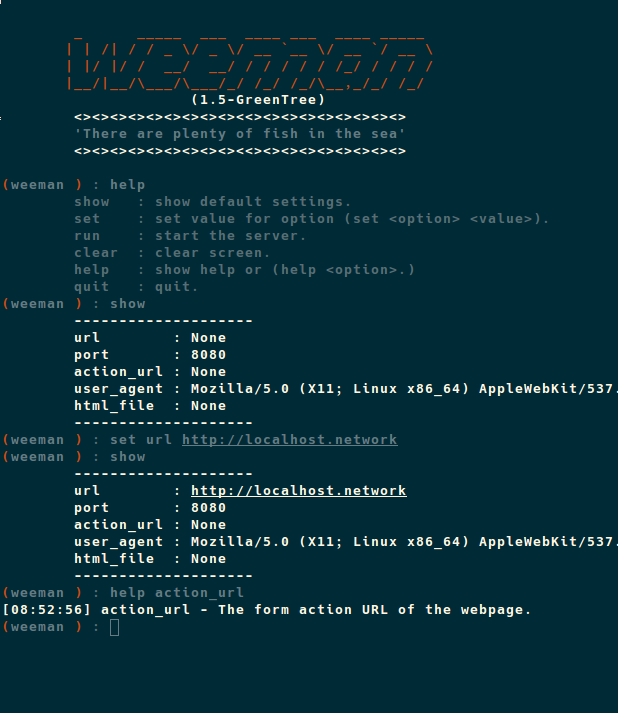 (1.5-GreenTree)
<><><><><><><><><><><><><><><><><><>
'There are plenty of fish in the sea'
<><><><><><><><><><><><><><><><><><>
(weeman ) : help
show   : show default settings.
set    : set value for option (set <option> <value>).
run    : start the server.
clear  : clear screen.
help   : show help or (help <option>.)
quit   : quit.
(weeman ) : show
--------------------
url        : None
port       : 8080
action_url : None
user_agent : Mozilla/5.0 (X11; Linux x86_64) AppleWebKit/537.
html_file  : None
--------------------
(weeman ) : set url http://localhost.network
(weeman ) : show
--------------------
url        : http://localhost.network
port       : 8080
action_url : None
user_agent : Mozilla/5.0 (X11; Linux x86_64) AppleWebKit/537.
html_file  : None
--------------------
(weeman ) : help action_url
[08:52:56] action_url - The form action URL of the webpage.
(weeman ) :